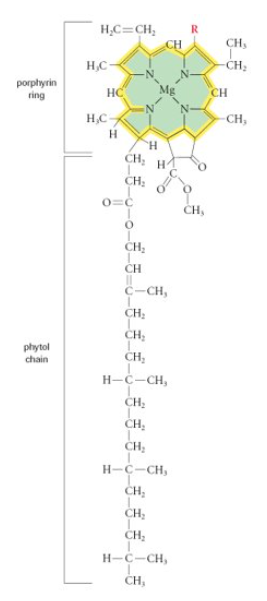 H₂C=CH₂
CH
R
CH₃
CH₂
H₃C
N
N
porphyrin
ring
HC
Mg
CH
N
N
H₃C
CH₃
H
H
CH₂
H
O
CH₂
C
O
O
O=C
CH₃
O
CH₂
CH
C-CH₃
CH₂
CH₂
phytol
chain
CH₂
H-C-CH₃
CH₂
CH₂
CH₂
H-C-CH₃
CH₂
CH₂
CH₂
H-C-CH₃
CH₃